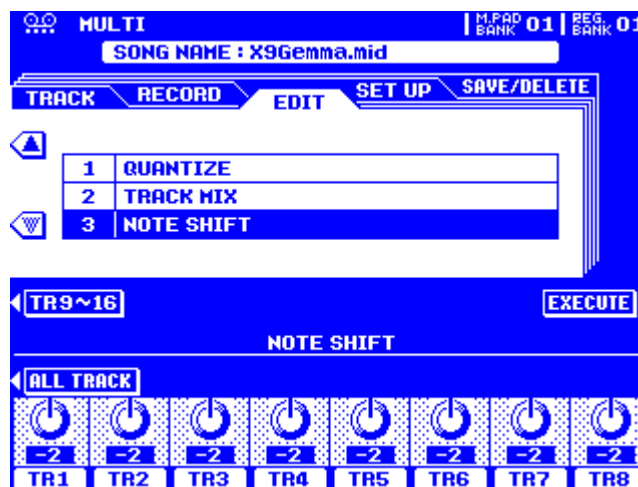 MULTI M.PAD BANK 01 REG. BANK 01
SONG NAME : X9Gemma.mid
TRACK RECORD EDIT SET UP SAVE/DELETE
1 QUANTIZE
2 TRACK MIX
3 NOTE SHIFT
TR9~16 EXECUTE
NOTE SHIFT
ALL TRACK
-2 -2 -2 -2 -2 -2 -2 -2
TR1 TR2 TR3 TR4 TR5 TR6 TR7 TR8